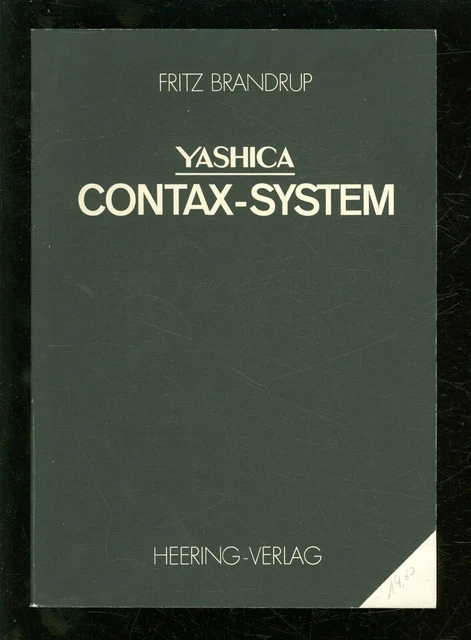 FRITZ BRANDRUP
YASHICA
CONTAX-SYSTEM
HEERING-VERLAG